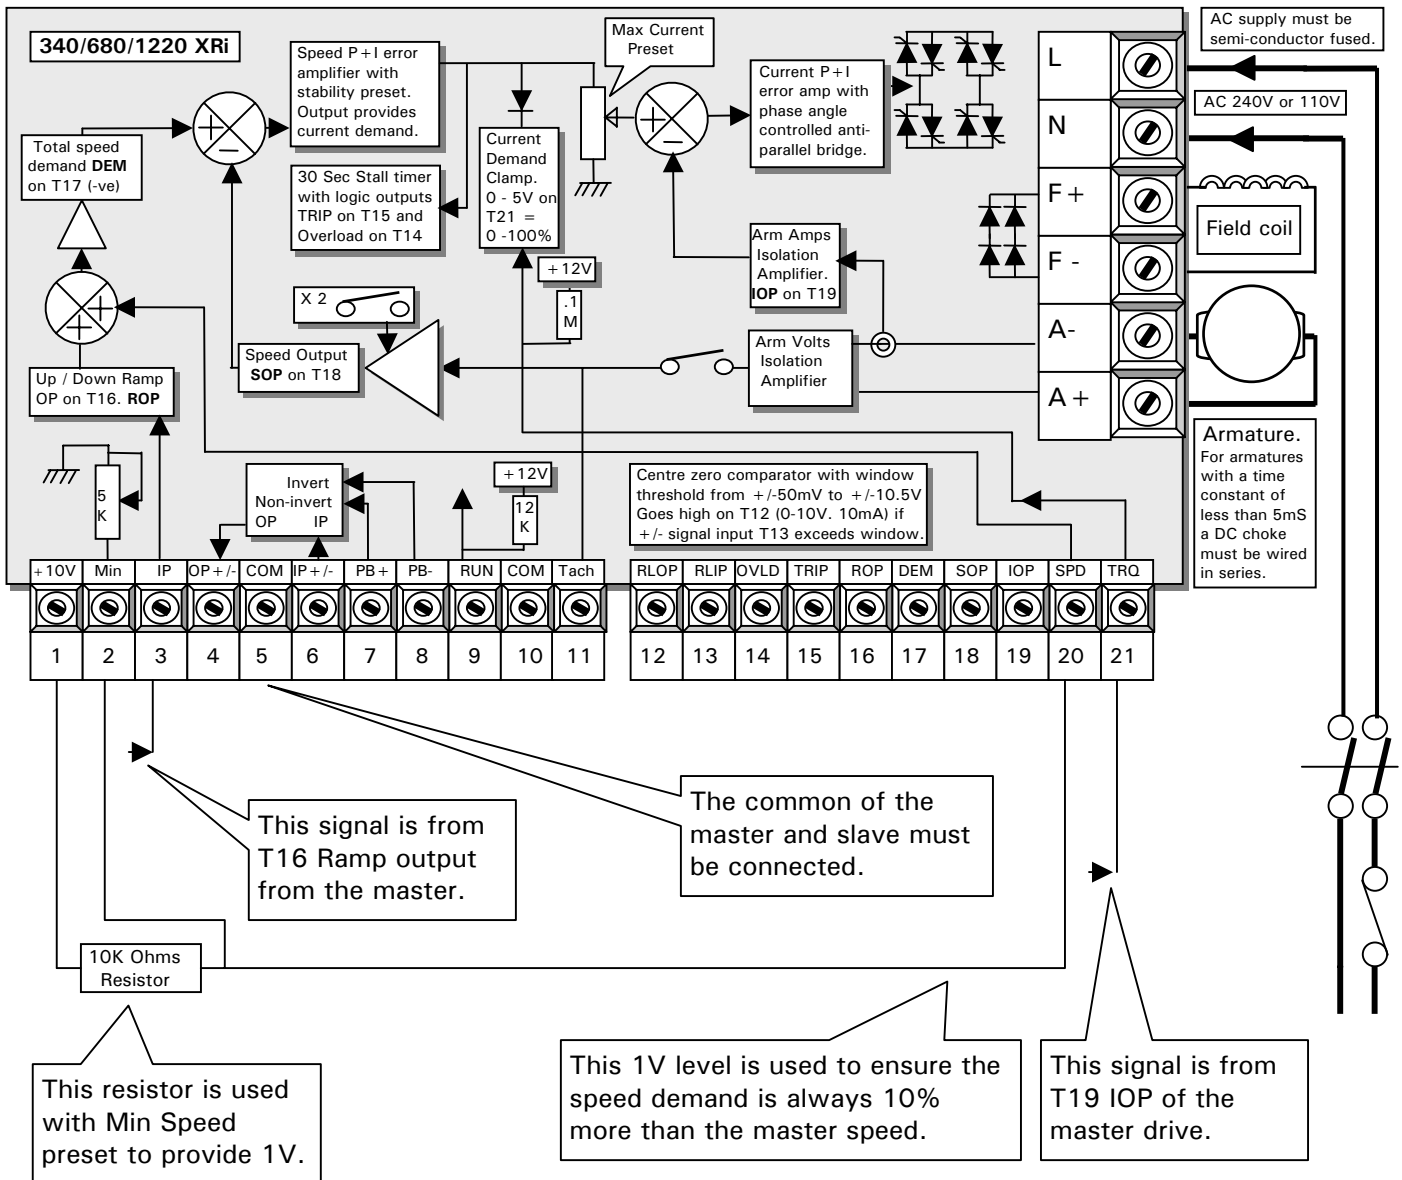 340/680/1220 XRi
Speed P+I error
amplifier with
stability preset.
Output provides
current demand.
Max Current
Preset
Current P+I
error amp with
phase angle
controlled anti-
parallel bridge.
AC supply must be
semi-conductor fused.
AC 240V or 110V
L
N
F+
F -
A-
A+
Total speed
demand DEM
on T17 (-ve)
30 Sec Stall timer
with logic outputs
TRIP on T15 and
Overload on T14
Current
Demand
Clamp.
0 - 5V on
T21 =
0 -100%
+12V
.1
M
Arm Amps
Isolation
Amplifier.
IOP on T19
Field coil
X 2
Speed Output
SOP on T18
Arm Volts
Isolation
Amplifier
Up / Down Ramp
OP on T16. ROP
5
K
Invert
Non-invert
OP IP
+12V
12
K
Centre zero comparator with window
threshold from +/-50mV to +/-10.5V
Goes high on T12 (0-10V. 10mA) if
+/- signal input T13 exceeds window.
Armature.
For armatures
with a time
constant of
less than 5mS
a DC choke
must be wired
in series.
+10V Min IP OP+/- COM IP+/- PB+ PB- RUN COM Tach RLOP RLIP OVLD TRIP ROP DEM SOP IOP SPD TRQ
1 2 3 4 5 6 7 8 9 10 11 12 13 14 15 16 17 18 19 20 21
This signal is from
T16 Ramp output
from the master.
The common of the
master and slave must
be connected.
10K Ohms
Resistor
This resistor is used
with Min Speed
preset to provide 1V.
This 1V level is used to ensure the
speed demand is always 10%
more than the master speed.
This signal is from
T19 IOP of the
master drive.